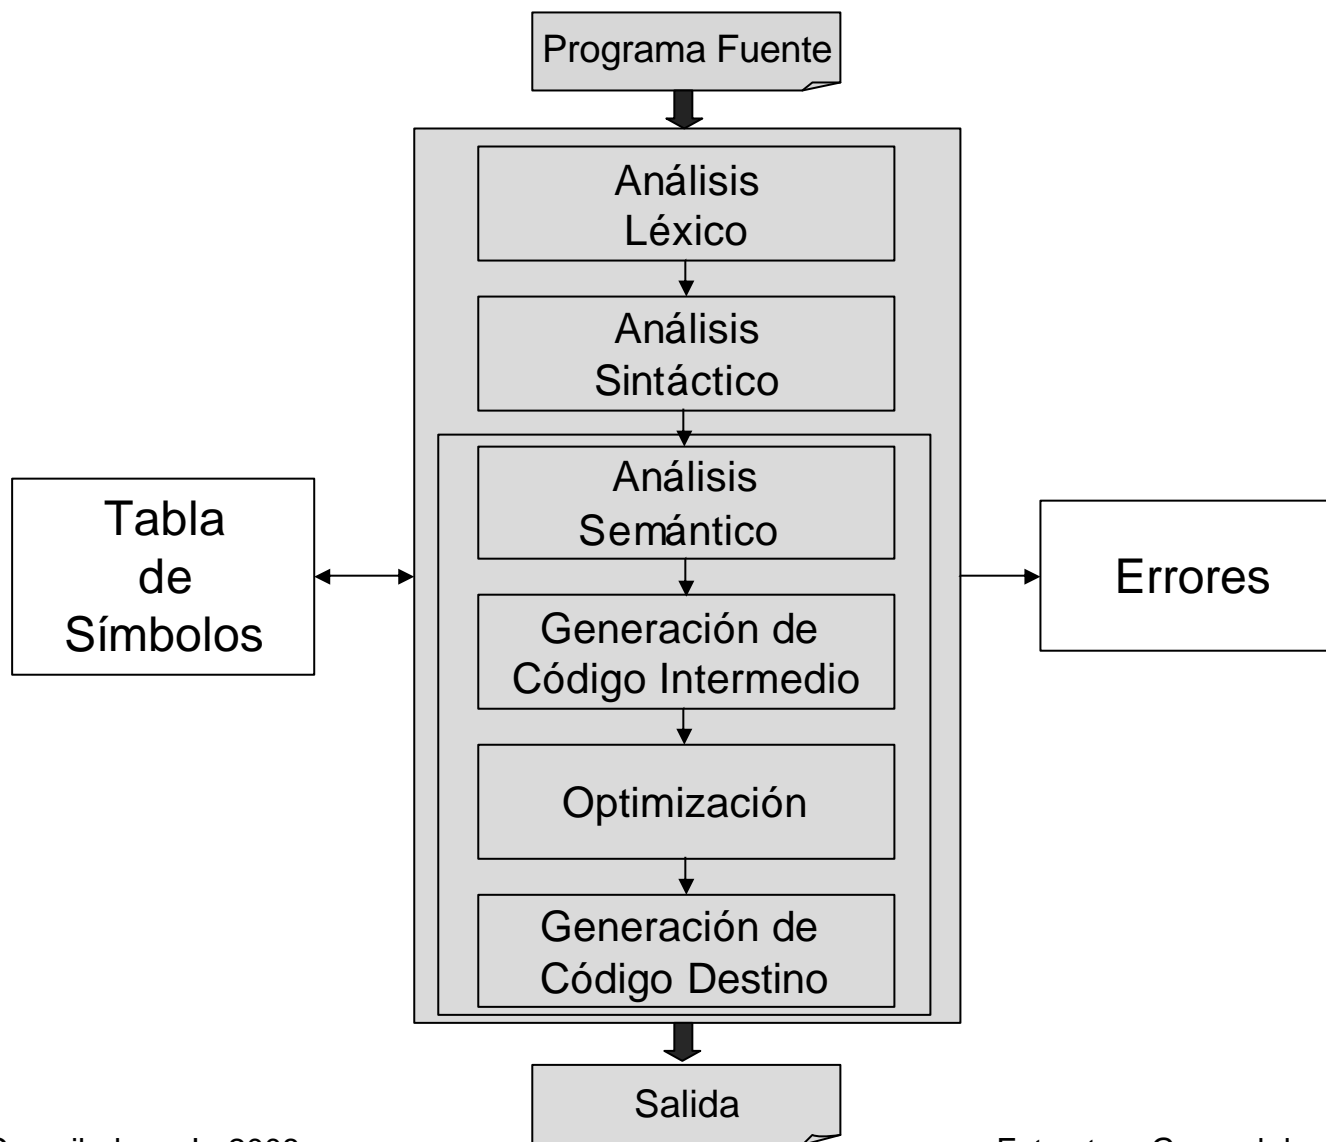 Programa Fuente
Análisis
Léxico
Análisis
Sintáctico
Análisis
Semántico
Tabla
de
Símbolos
Errores
Generación de
Código Intermedio
Optimización
Generación de
Código Destino
Salida